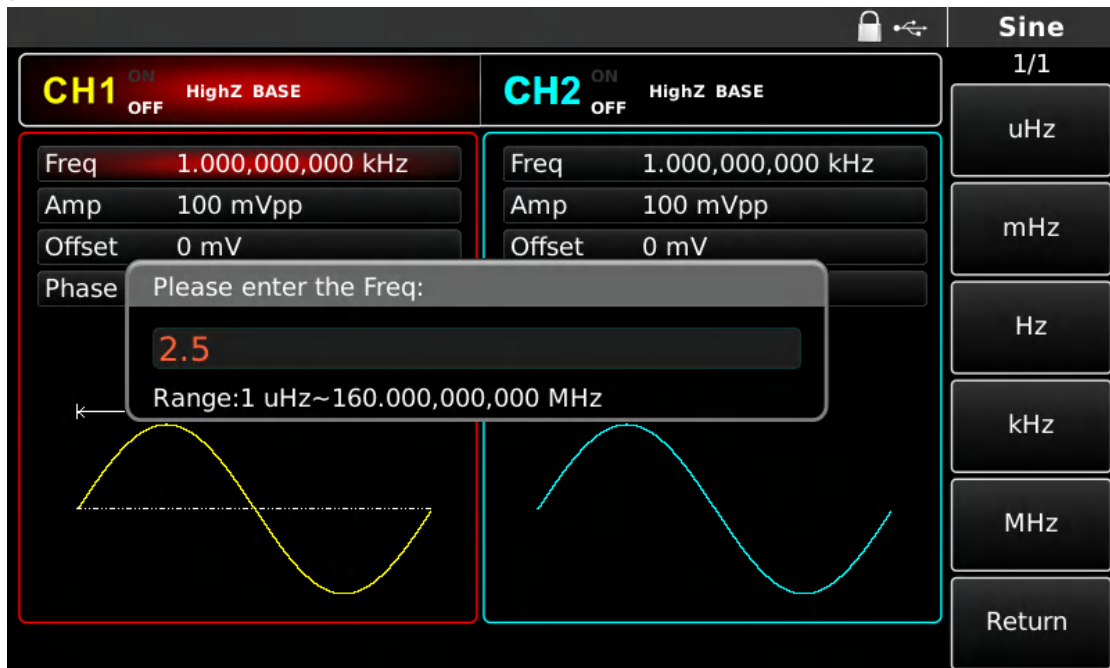 Sine
1/1
CH1 ON OFF HighZ BASE
CH2 ON OFF HighZ BASE
Freq 1.000,000,000 kHz
Amp 100 mVpp
Offset 0 mV
Phase
Freq 1.000,000,000 kHz
Amp 100 mVpp
Offset 0 mV
Please enter the Freq:
2.5
Range:1 uHz~160.000,000,000 MHz
uHz
mHz
Hz
kHz
MHz
Return